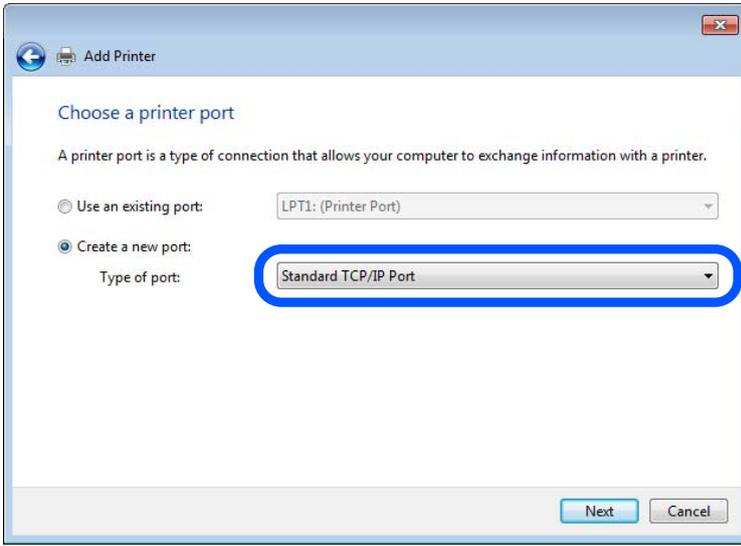 Add Printer
Choose a printer port
A printer port is a type of connection that allows your computer to exchange information with a printer.
Use an existing port: LPT1: (Printer Port)
Create a new port:
Type of port: Standard TCP/IP Port
Next Cancel